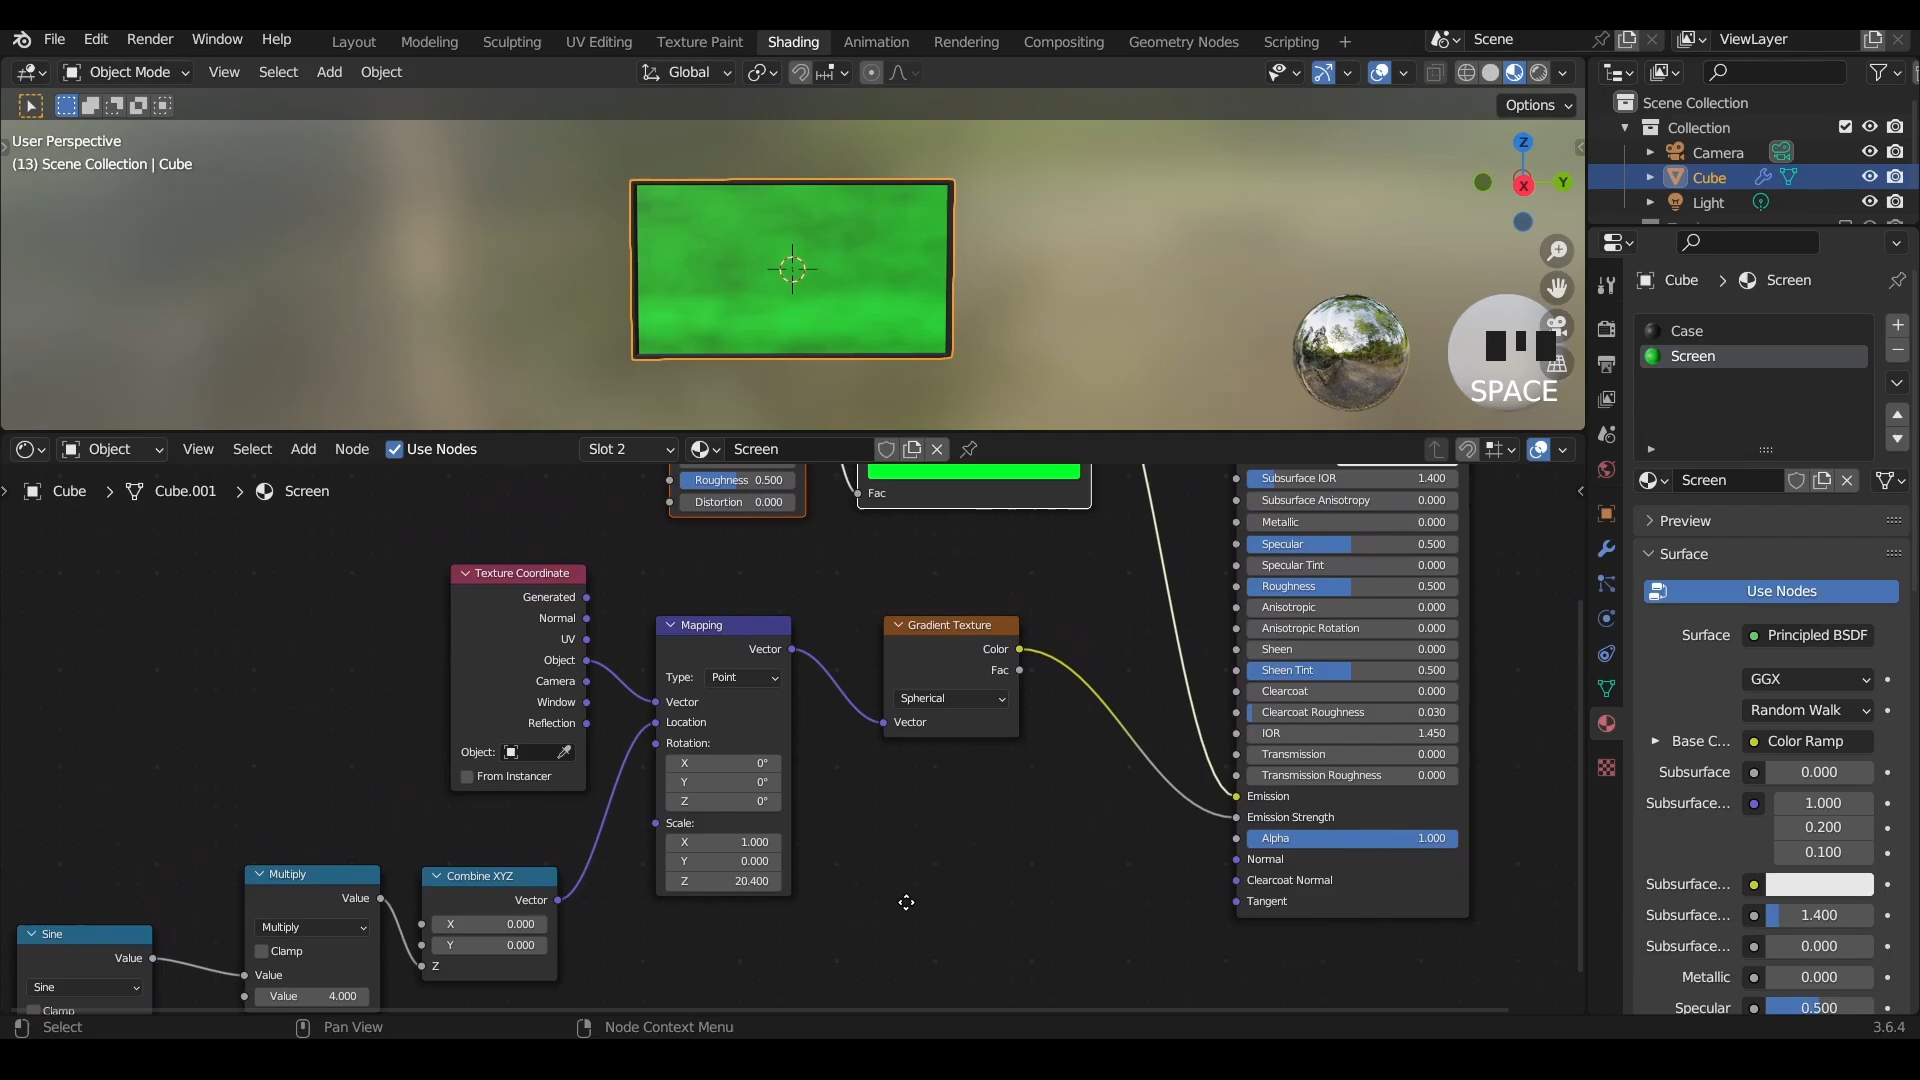 File Edit Render Window Help Layout Modeling Sculpting UV Editing Texture Paint Shading Animation Rendering Compositing Geometry Nodes Scripting + Scene ViewLayer
Object Mode View Select Add Object Global
Options
User Perspective
(13) Scene Collection | Cube
Z
X
Y
SPACE
Scene Collection
Collection
Camera
Cube
Light
Cube > Screen
Case
Screen
Screen
Preview
Surface
Use Nodes
Surface Principled BSDF
GGX
Random Walk
Base C... Color Ramp
Subsurface 0.000
Subsurface... 1.000
0.200
0.100
Subsurface...
Subsurface... 1.400
Subsurface... 0.000
Metallic 0.000
Specular 0.500
Object View Select Add Node Use Nodes Slot 2 Screen
Cube > Cube.001 > Screen
Roughness 0.500
Distortion 0.000
Fac
Texture Coordinate
Generated
Normal
UV
Object
Camera
Window
Reflection
Object:
From Instancer
Mapping
Vector
Type: Point
Vector
Location
Rotation:
X 0°
Y 0°
Z 0°
Scale:
X 1.000
Y 0.000
Z 20.400
Gradient Texture
Color
Fac
Spherical
Vector
Sine
Value
Sine
Clamp
Multiply
Value
Multiply
Clamp
Value
Value 4.000
Combine XYZ
Vector
X 0.000
Y 0.000
Z
Subsurface IOR 1.400
Subsurface Anisotropy 0.000
Metallic 0.000
Specular 0.500
Specular Tint 0.000
Roughness 0.500
Anisotropic 0.000
Anisotropic Rotation 0.000
Sheen 0.000
Sheen Tint 0.500
Clearcoat 0.000
Clearcoat Roughness 0.030
IOR 1.450
Transmission 0.000
Transmission Roughness 0.000
Emission
Emission Strength
Alpha 1.000
Normal
Clearcoat Normal
Tangent
Select Pan View Node Context Menu 3.6.4